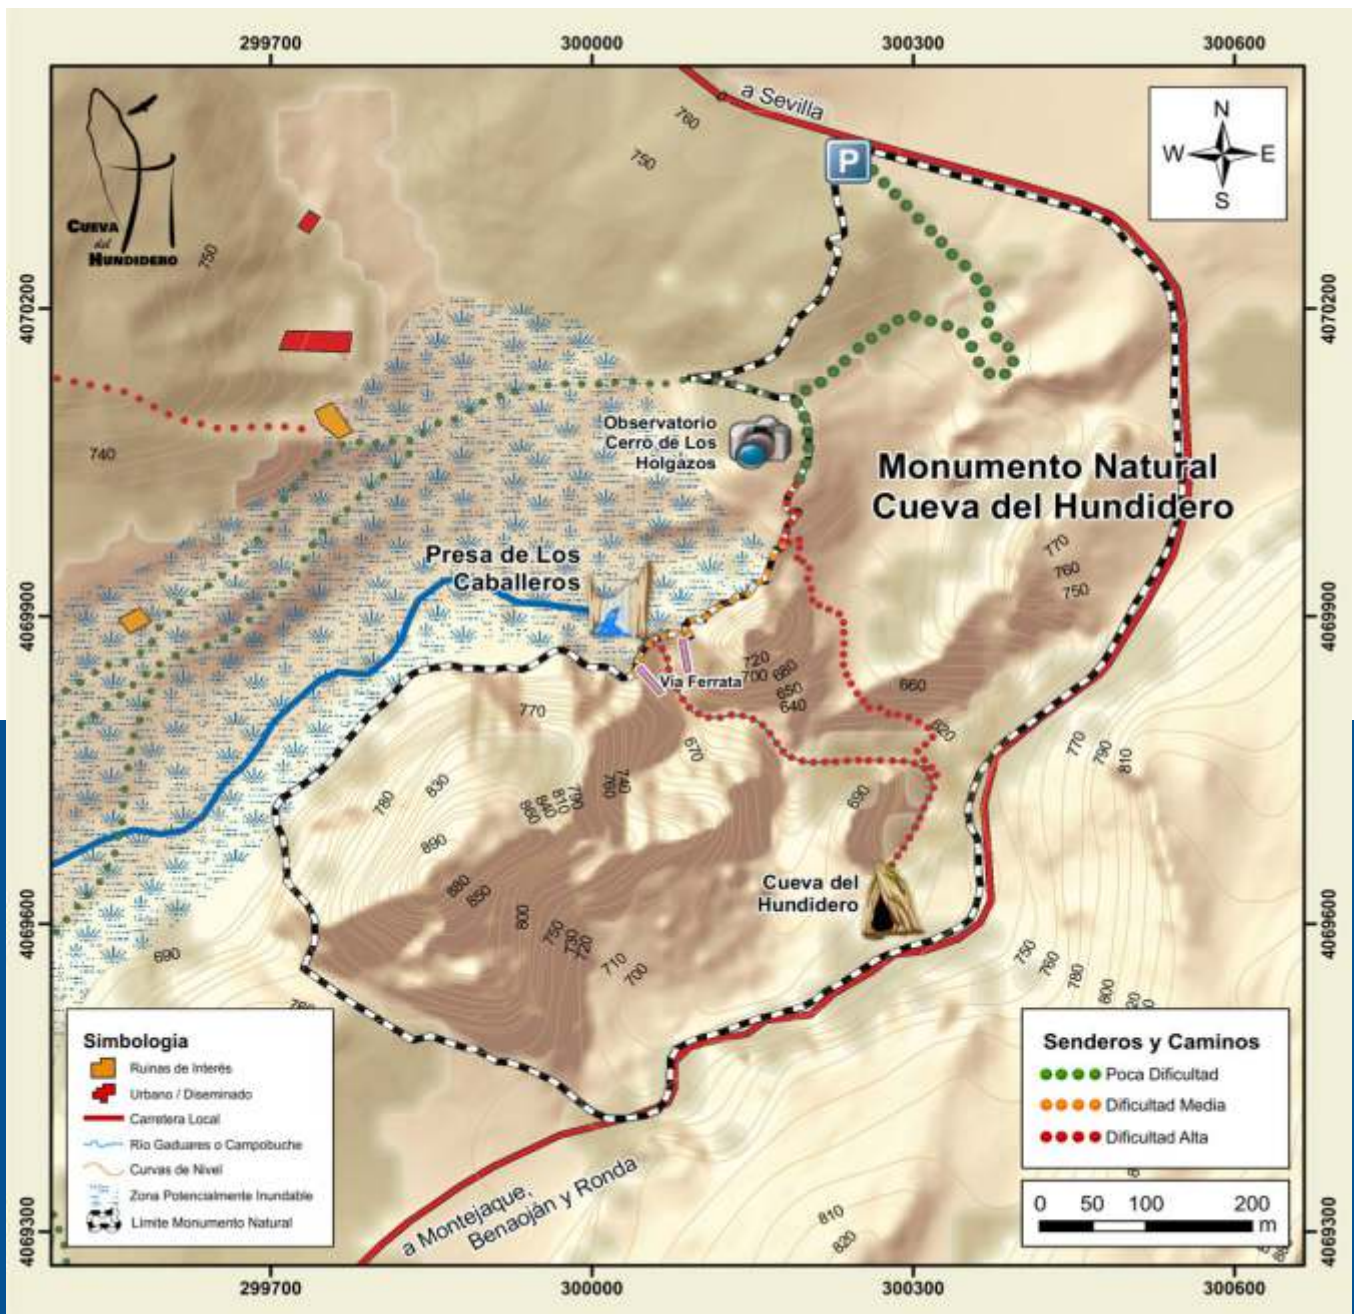 299700
300000
300300
300600
a Sevilla
P
N
W
E
S
CUEVA
del
HUNDIDERO
760
750
750
4070200
4070200
Observatorio
Cerro de Los
Holgazos
740
Monumento Natural
Cueva del Hundidero
Presa de Los
Caballeros
770
760
750
4069900
4069900
720
700
680
650
640
Via Ferrata
660
770
820
670
770
790
810
780
830
740
760
790
810
840
860
690
890
880
850
Cueva del
Hundidero
800
750
730
720
710
700
4069600
4069600
690
750
760
780
800
Simbologia
Ruinas de Interés
Urbano / Diseminado
Carretera Local
Río Gaduares o Campobuche
Curvas de Nivel
Zona Potencialmente Inundable
Limite Monumento Natural
Senderos y Caminos
Poca Dificultad
Dificultad Media
Dificultad Alta
0
50
100
200
m
a Montejaque,
Benaoján y Ronda
810
820
4069300
4069300
299700
300000
300300
300600